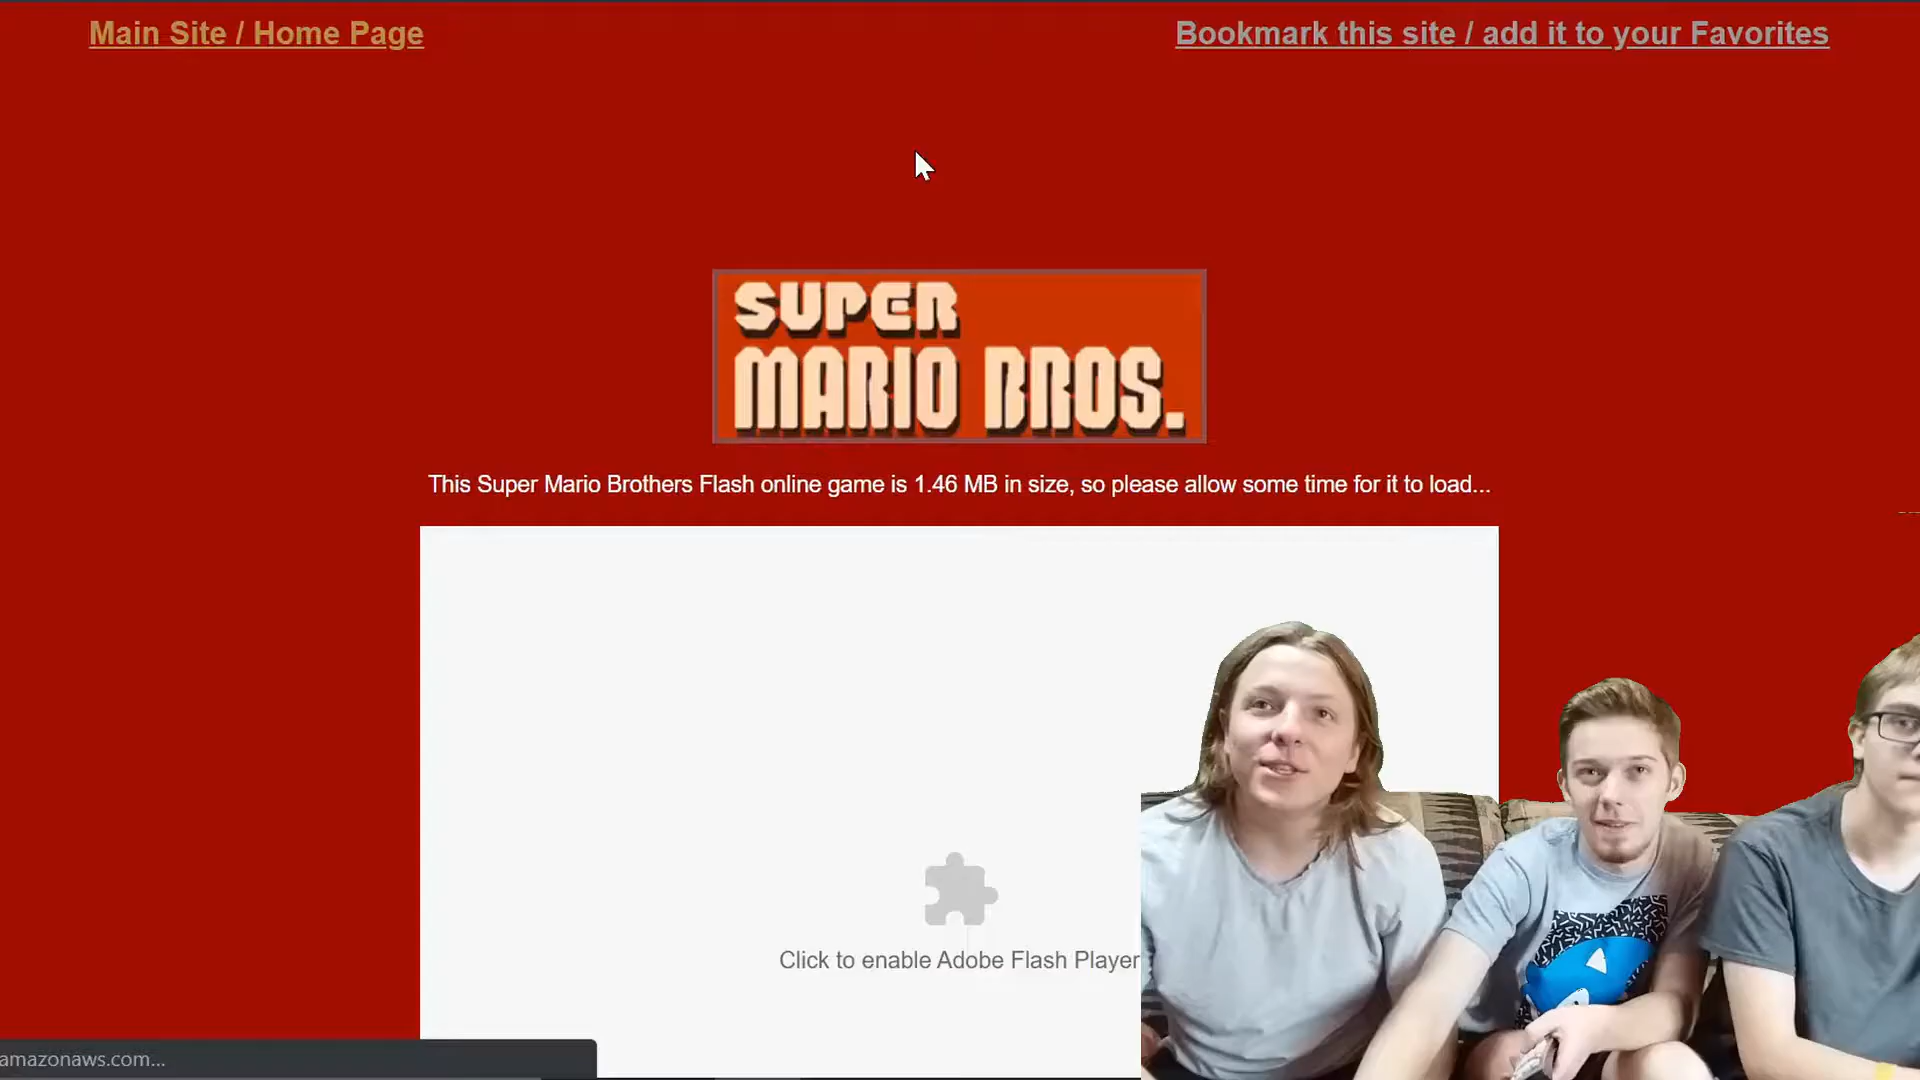 Main Site / Home Page
Bookmark this site / add it to your Favorites
SUPER
MARIO BROS.
This Super Mario Brothers Flash online game is 1.46 MB in size, so please allow some time for it to load...
Click to enable Adobe Flash Player
amazonaws.com...